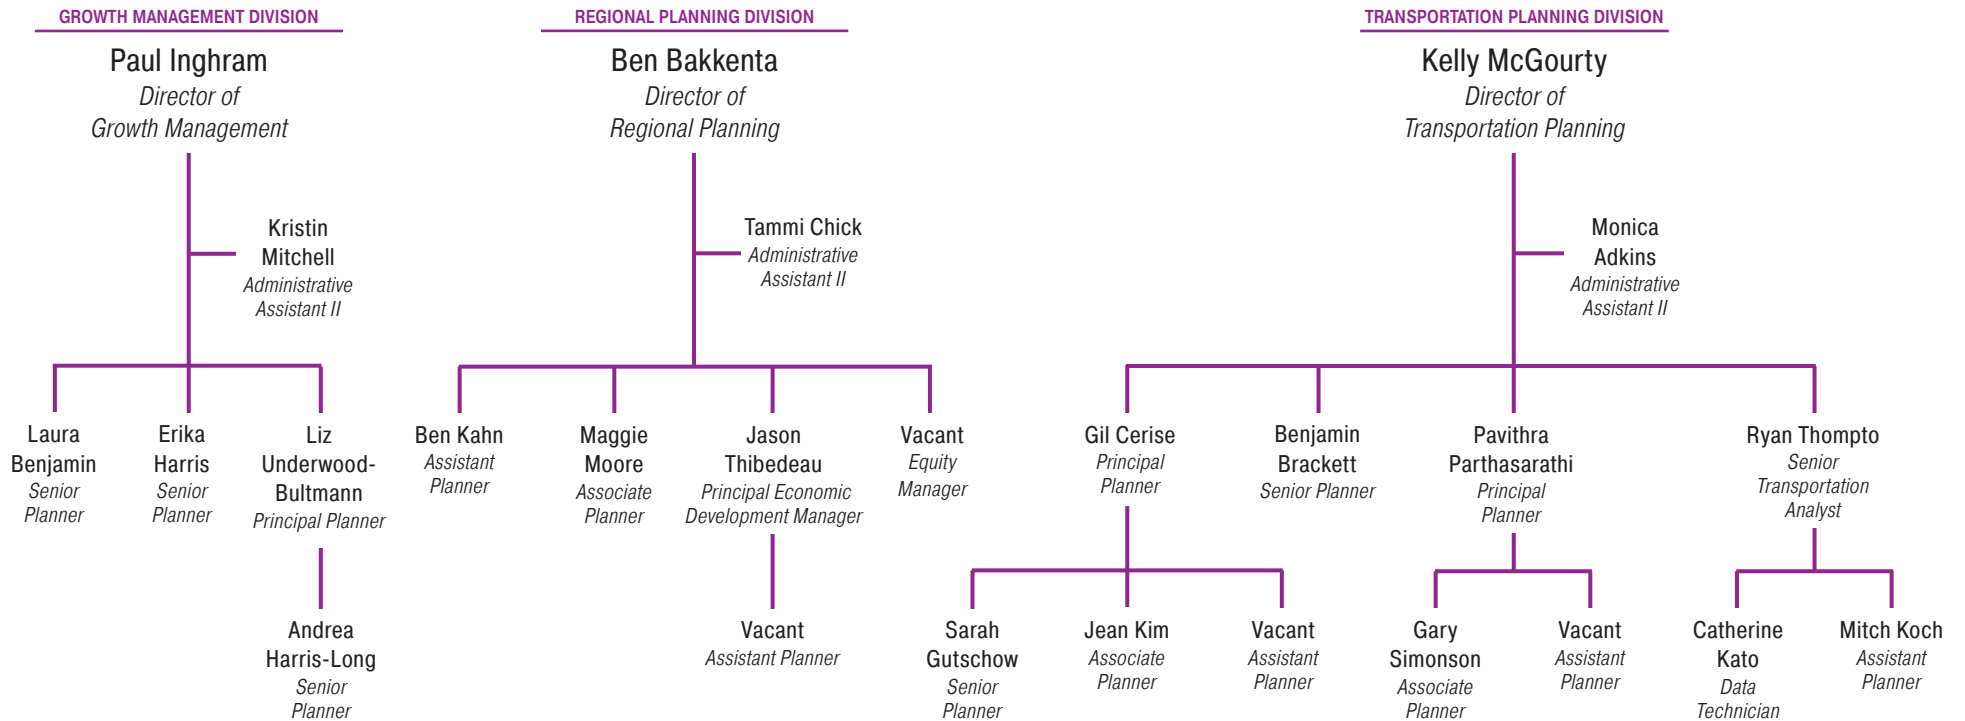 GROWTH MANAGEMENT DIVISION
Paul Inghram
Director of
Growth Management
Kristin
Mitchell
Administrative
Assistant II
Laura
Benjamin
Senior
Planner
Erika
Harris
Senior
Planner
Liz
Underwood-
Bultmann
Principal Planner
Andrea
Harris-Long
Senior
Planner
REGIONAL PLANNING DIVISION
Ben Bakkenta
Director of
Regional Planning
Tammi Chick
Administrative
Assistant II
Ben Kahn
Assistant
Planner
Maggie
Moore
Associate
Planner
Jason
Thibedeau
Principal Economic
Development Manager
Vacant
Assistant Planner
Vacant
Equity
Manager
TRANSPORTATION PLANNING DIVISION
Kelly McGourty
Director of
Transportation Planning
Monica
Adkins
Administrative
Assistant II
Gil Cerise
Principal
Planner
Sarah
Gutschow
Senior
Planner
Jean Kim
Associate
Planner
Vacant
Assistant
Planner
Benjamin
Brackett
Senior Planner
Pavithra
Parthasarathi
Principal
Planner
Gary
Simonson
Associate
Planner
Vacant
Assistant
Planner
Ryan Thompto
Senior
Transportation
Analyst
Catherine
Kato
Data
Technician
Mitch Koch
Assistant
Planner